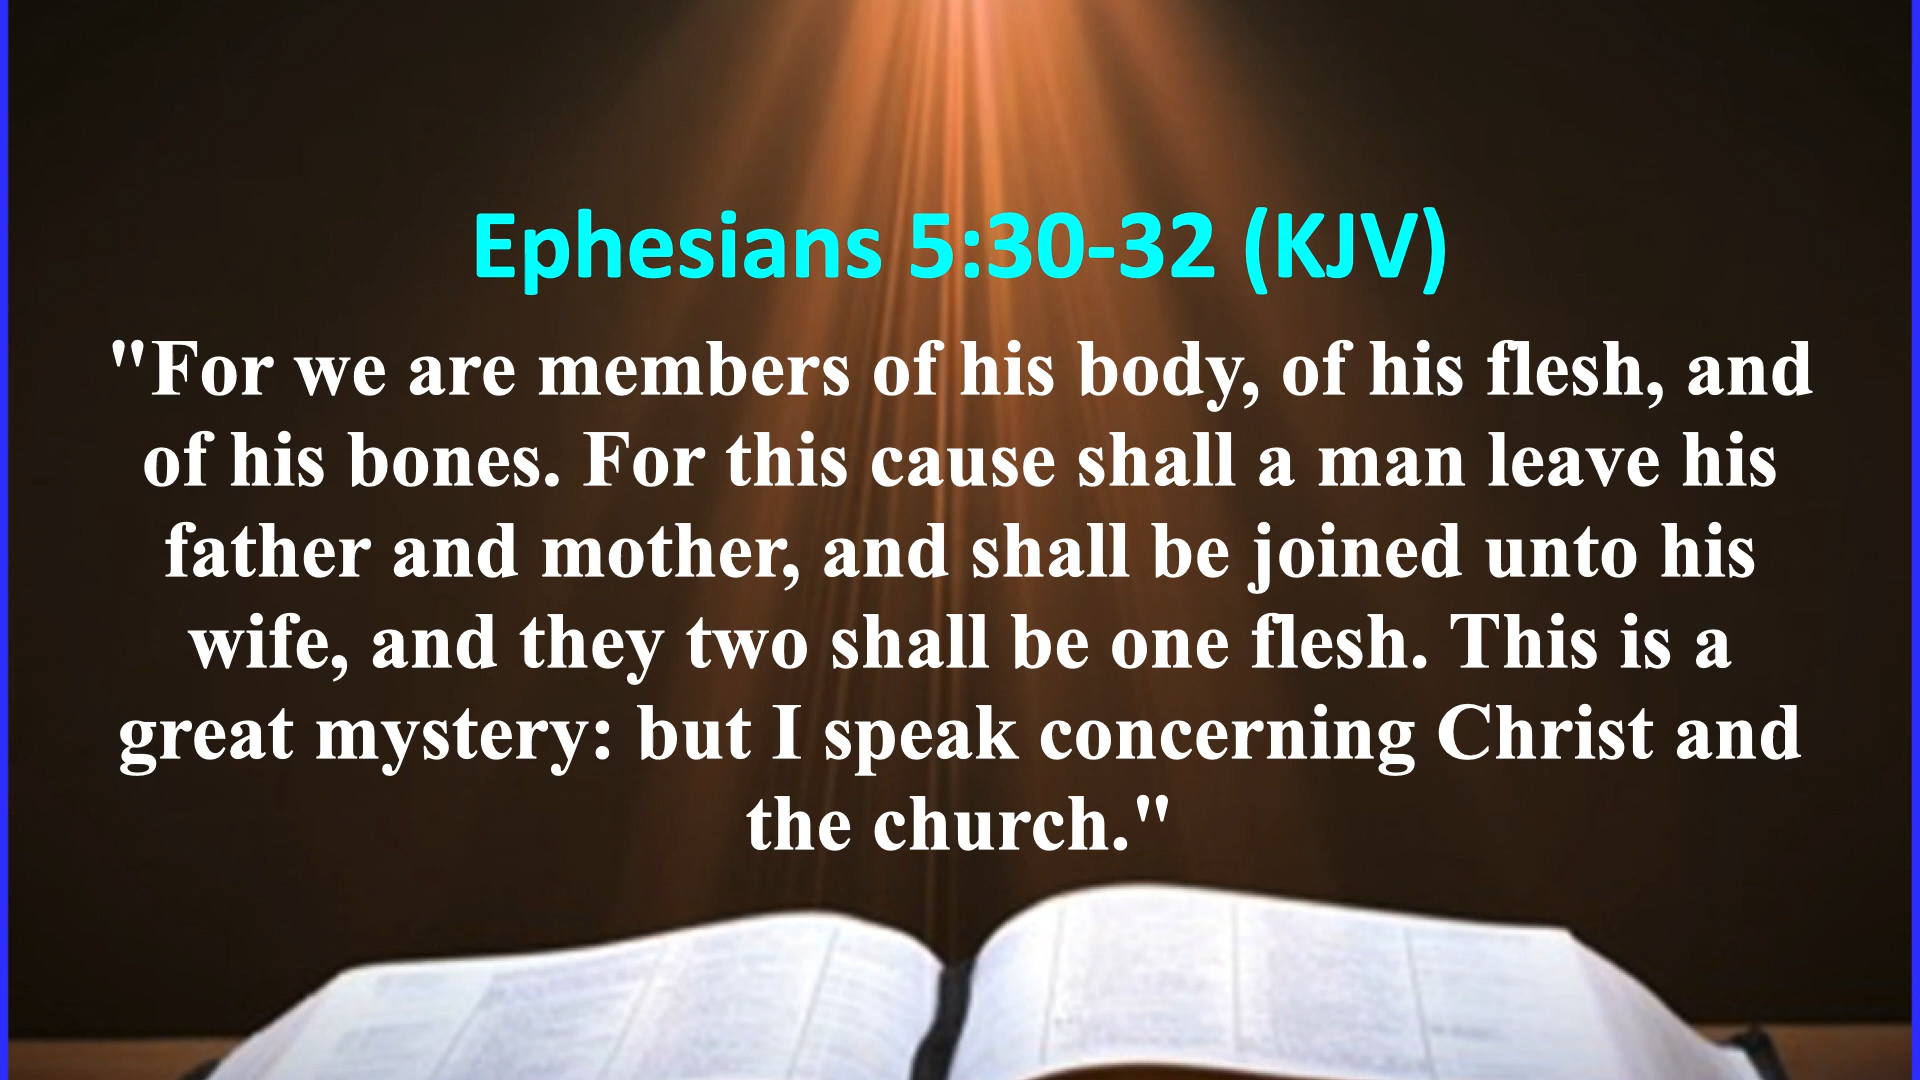 Ephesians 5:30-32 (KJV)
"For we are members of his body, of his flesh, and
of his bones. For this cause shall a man leave his
father and mother, and shall be joined unto his
wife, and they two shall be one flesh. This is a
great mystery: but I speak concerning Christ and
the church."